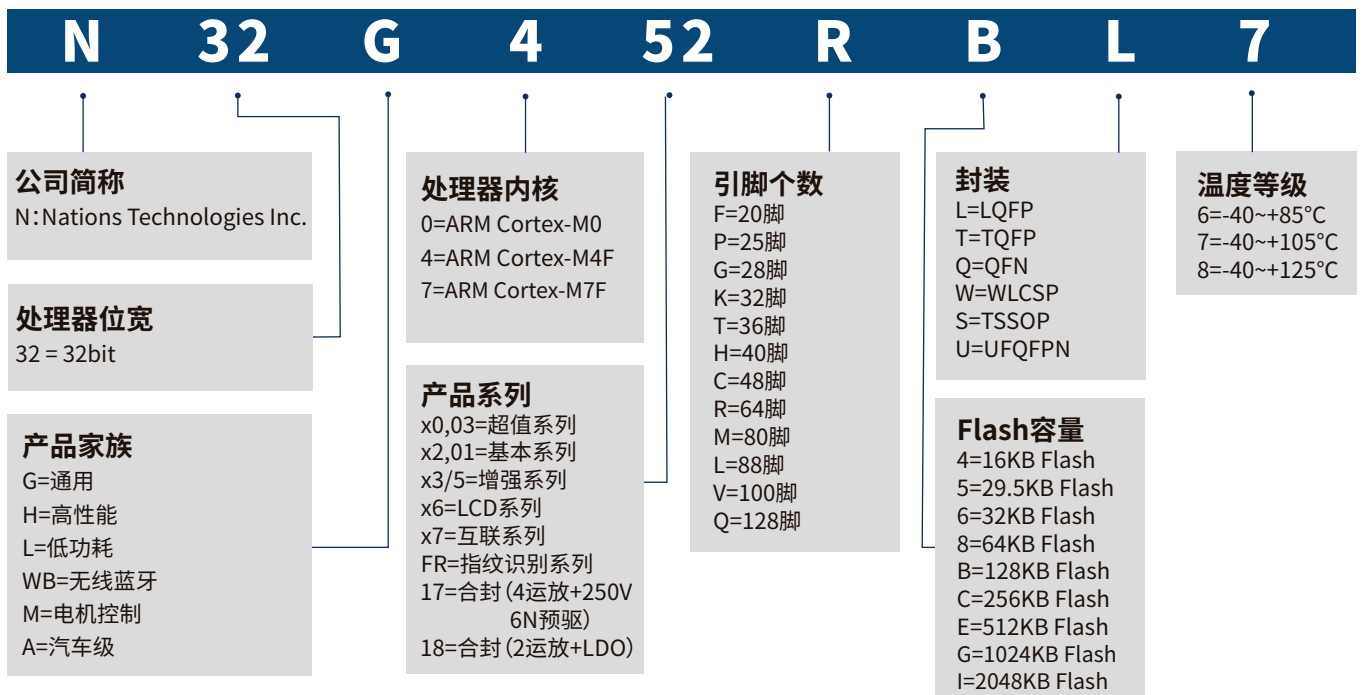 N 32 G 4 52 R B L 7
公司简称
N：Nations Technologies Inc.
处理器位宽
32 = 32bit
产品家族
G=通用
H=高性能
L=低功耗
WB=无线蓝牙
M=电机控制
A=汽车级
处理器内核
0=ARM Cortex-M0
4=ARM Cortex-M4F
7=ARM Cortex-M7F
产品系列
x0,03=超值系列
x2,01=基本系列
x3/5=增强系列
x6=LCD系列
x7=互联系列
FR=指纹识别系列
17=合封（4运放+250V
6N预驱）
18=合封（2运放+LDO）
引脚个数
F=20脚
P=25脚
G=28脚
K=32脚
T=36脚
H=40脚
C=48脚
R=64脚
M=80脚
L=88脚
V=100脚
Q=128脚
封装
L=LQFP
T=TQFP
Q=QFN
W=WLCSP
S=TSSOP
U=UFQFPN
Flash容量
4=16KB Flash
5=29.5KB Flash
6=32KB Flash
8=64KB Flash
B=128KB Flash
C=256KB Flash
E=512KB Flash
G=1024KB Flash
I=2048KB Flash
温度等级
6=-40~+85°C
7=-40~+105°C
8=-40~+125°C